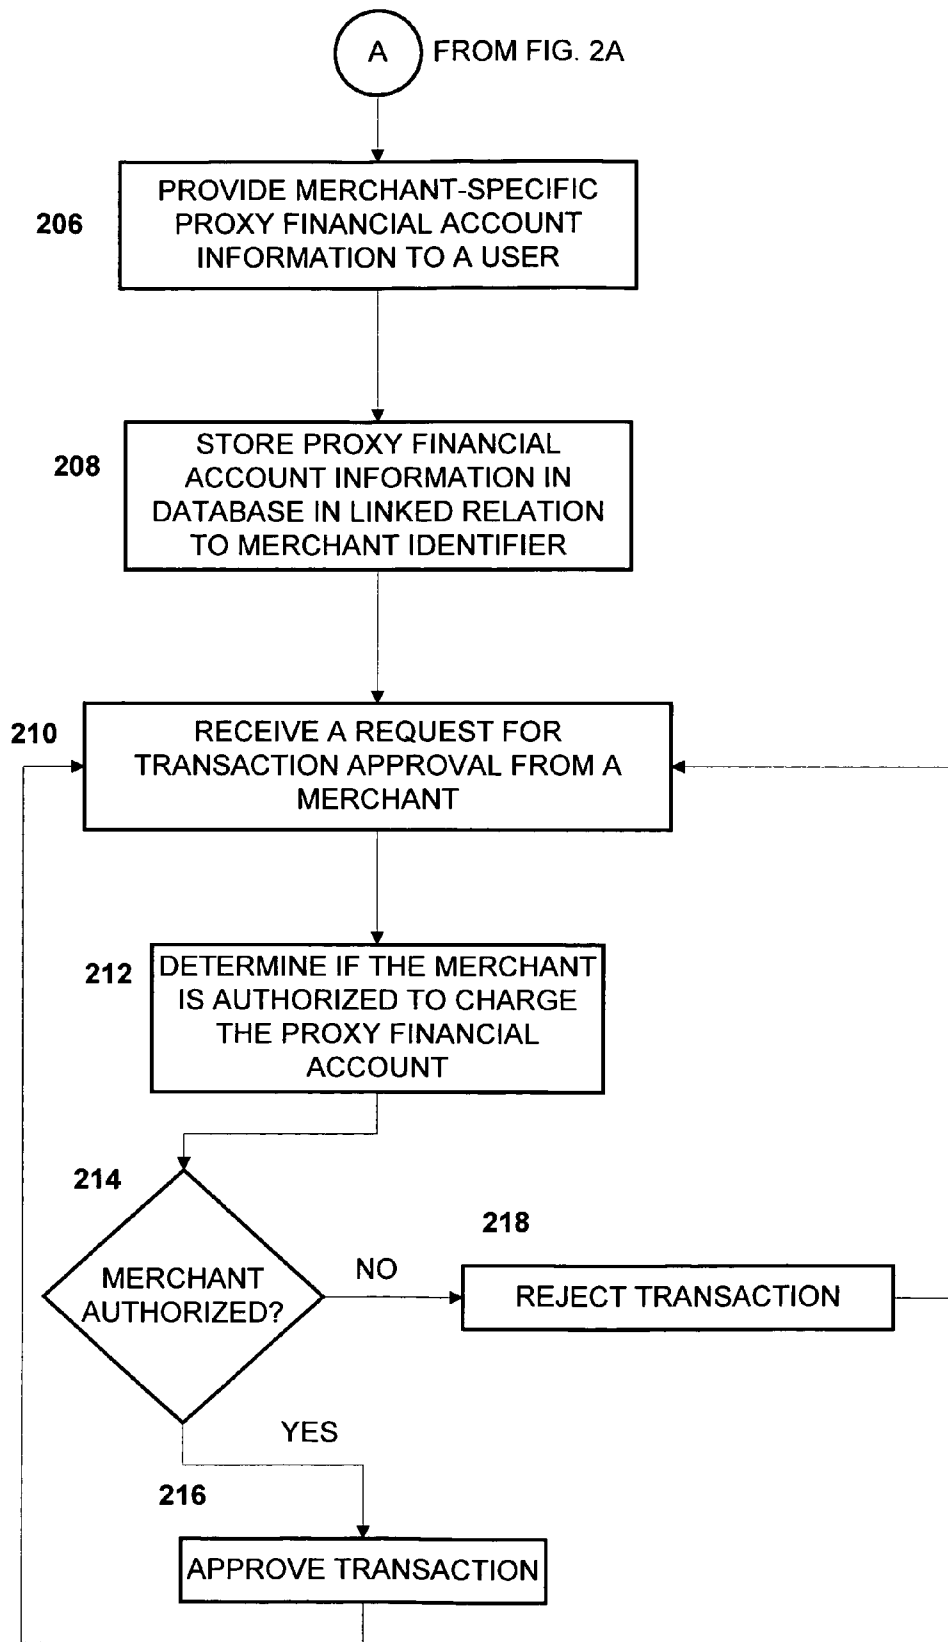 A FROM FIG. 2A
206
PROVIDE MERCHANT-SPECIFIC
PROXY FINANCIAL ACCOUNT
INFORMATION TO A USER
208
STORE PROXY FINANCIAL
ACCOUNT INFORMATION IN
DATABASE IN LINKED RELATION
TO MERCHANT IDENTIFIER
210
RECEIVE A REQUEST FOR
TRANSACTION APPROVAL FROM A
MERCHANT
212
DETERMINE IF THE MERCHANT
IS AUTHORIZED TO CHARGE
THE PROXY FINANCIAL
ACCOUNT
214
MERCHANT
AUTHORIZED?
NO
218
REJECT TRANSACTION
YES
216
APPROVE TRANSACTION